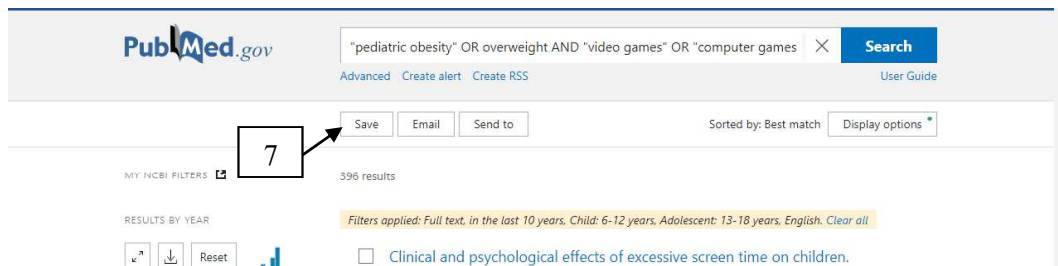 PubMed.gov
"pediatric obesity" OR overweight AND "video games" OR "computer games
Search
Advanced Create alert Create RSS User Guide
Save Email Send to Sorted by: Best match Display options
7
MY NCBI FILTERS 396 results
RESULTS BY YEAR Filters applied: Full text, in the last 10 years, Child: 6-12 years, Adolescent: 13-18 years, English. Clear all
Reset Clinical and psychological effects of excessive screen time on children.